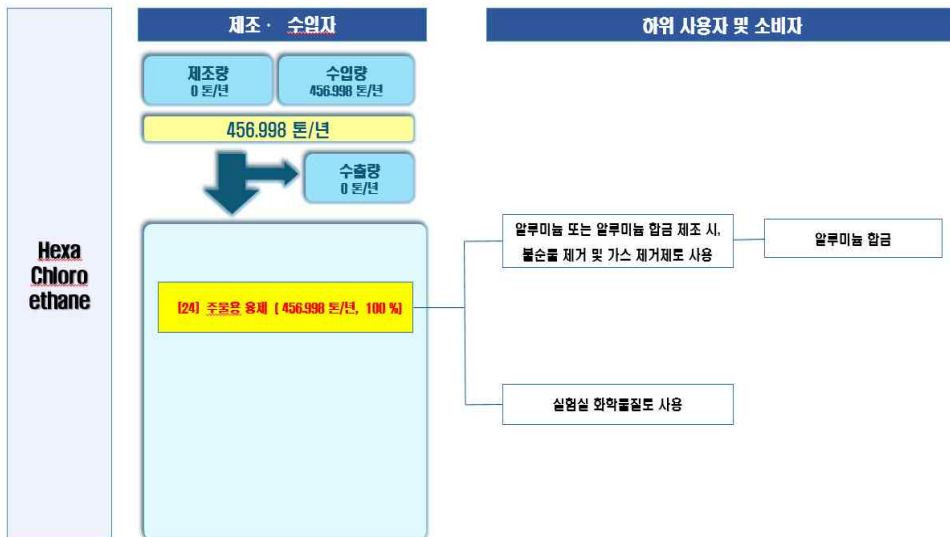 제조· 수입자
하위 사용자 및 소비자
제조량
0 톤/년
수입량
456.998 톤/년
456.998 톤/년
수출량
0 톤/년
Hexa
Chloro
ethane
[24] 주물용 융제 ( 456.998 톤/년, 100 %)
알루미늄 또는 알루미늄 합금 제조 시,
불순물 제거 및 가스 제거제로 사용
알루미늄 합금
실험실 화학물질로 사용